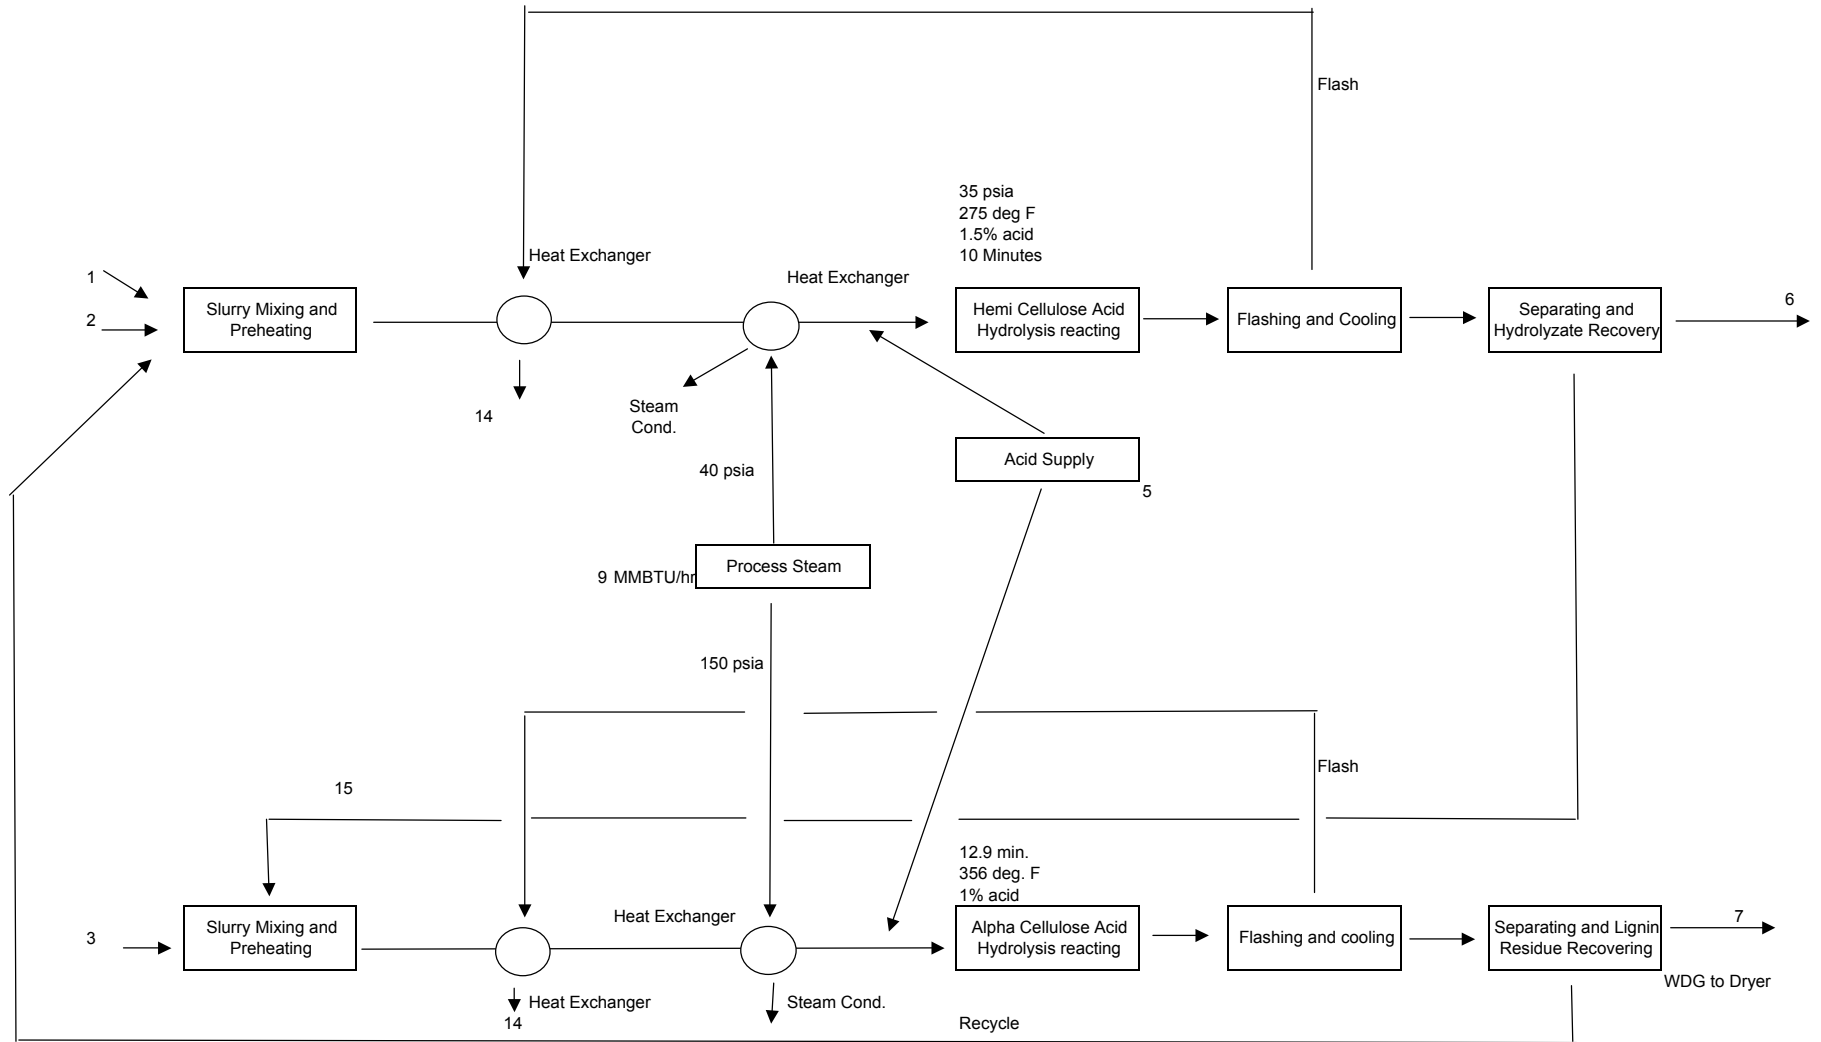 Flash
35 psia
275 deg F
1.5% acid
10 Minutes
Heat Exchanger
Heat Exchanger
1
2
Slurry Mixing and
Preheating
Hemi Cellulose Acid
Hydrolysis reacting
Flashing and Cooling
Separating and
Hydrolyzate Recovery
6
14
Steam
Cond.
40 psia
Acid Supply
5
9 MMBTU/hr
Process Steam
150 psia
Flash
15
12.9 min.
356 deg. F
1% acid
Heat Exchanger
3
Slurry Mixing and
Preheating
Alpha Cellulose Acid
Hydrolysis reacting
Flashing and cooling
Separating and Lignin
Residue Recovering
7
WDG to Dryer
Heat Exchanger
14
Steam Cond.
Recycle